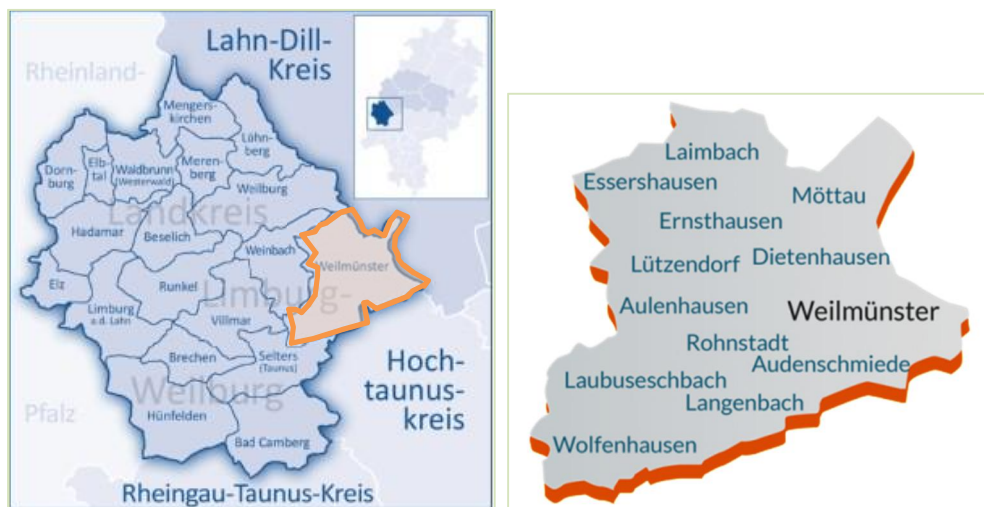 Lahn-Dill-
Kreis
Rheinland-
Mengers-
kirchen
Löhn-
berg
Elb-
tal
Waldbrunn
(Westerwald)
Meren-
berg
Dorn-
burg
Weilburg
Landkreis
Hadamar
Beselich
Weinbach
Weilmünster
Elz
Runkel
Limburg-
Limburg
a.d. Lahn
Villmar
Brechen
Selters
(Taunus)
Weilburg
Hoch-
taunus-
kreis
Pfalz
Hünfelden
Bad Camberg
Rheingau-Taunus-Kreis
Laimbach
Essershausen
Möttau
Ernsthausen
Lützendorf
Dietenhausen
Aulenhausen
Weilmünster
Rohnstadt
Audenschmiede
Laubuseschbach
Langenbach
Wolfenhausen